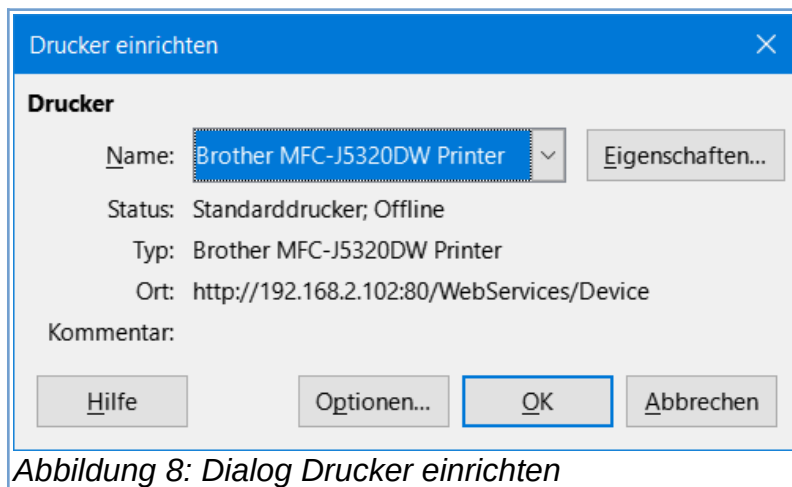 Drucker einrichten
Drucker
Name: Brother MFC-J5320DW Printer Eigenschaften...
Status: Standarddrucker; Offline
Typ: Brother MFC-J5320DW Printer
Ort: http://192.168.2.102:80/WebServices/Device
Kommentar:
Hilfe Optionen... OK Abbrechen
Abbildung 8: Dialog Drucker einrichten